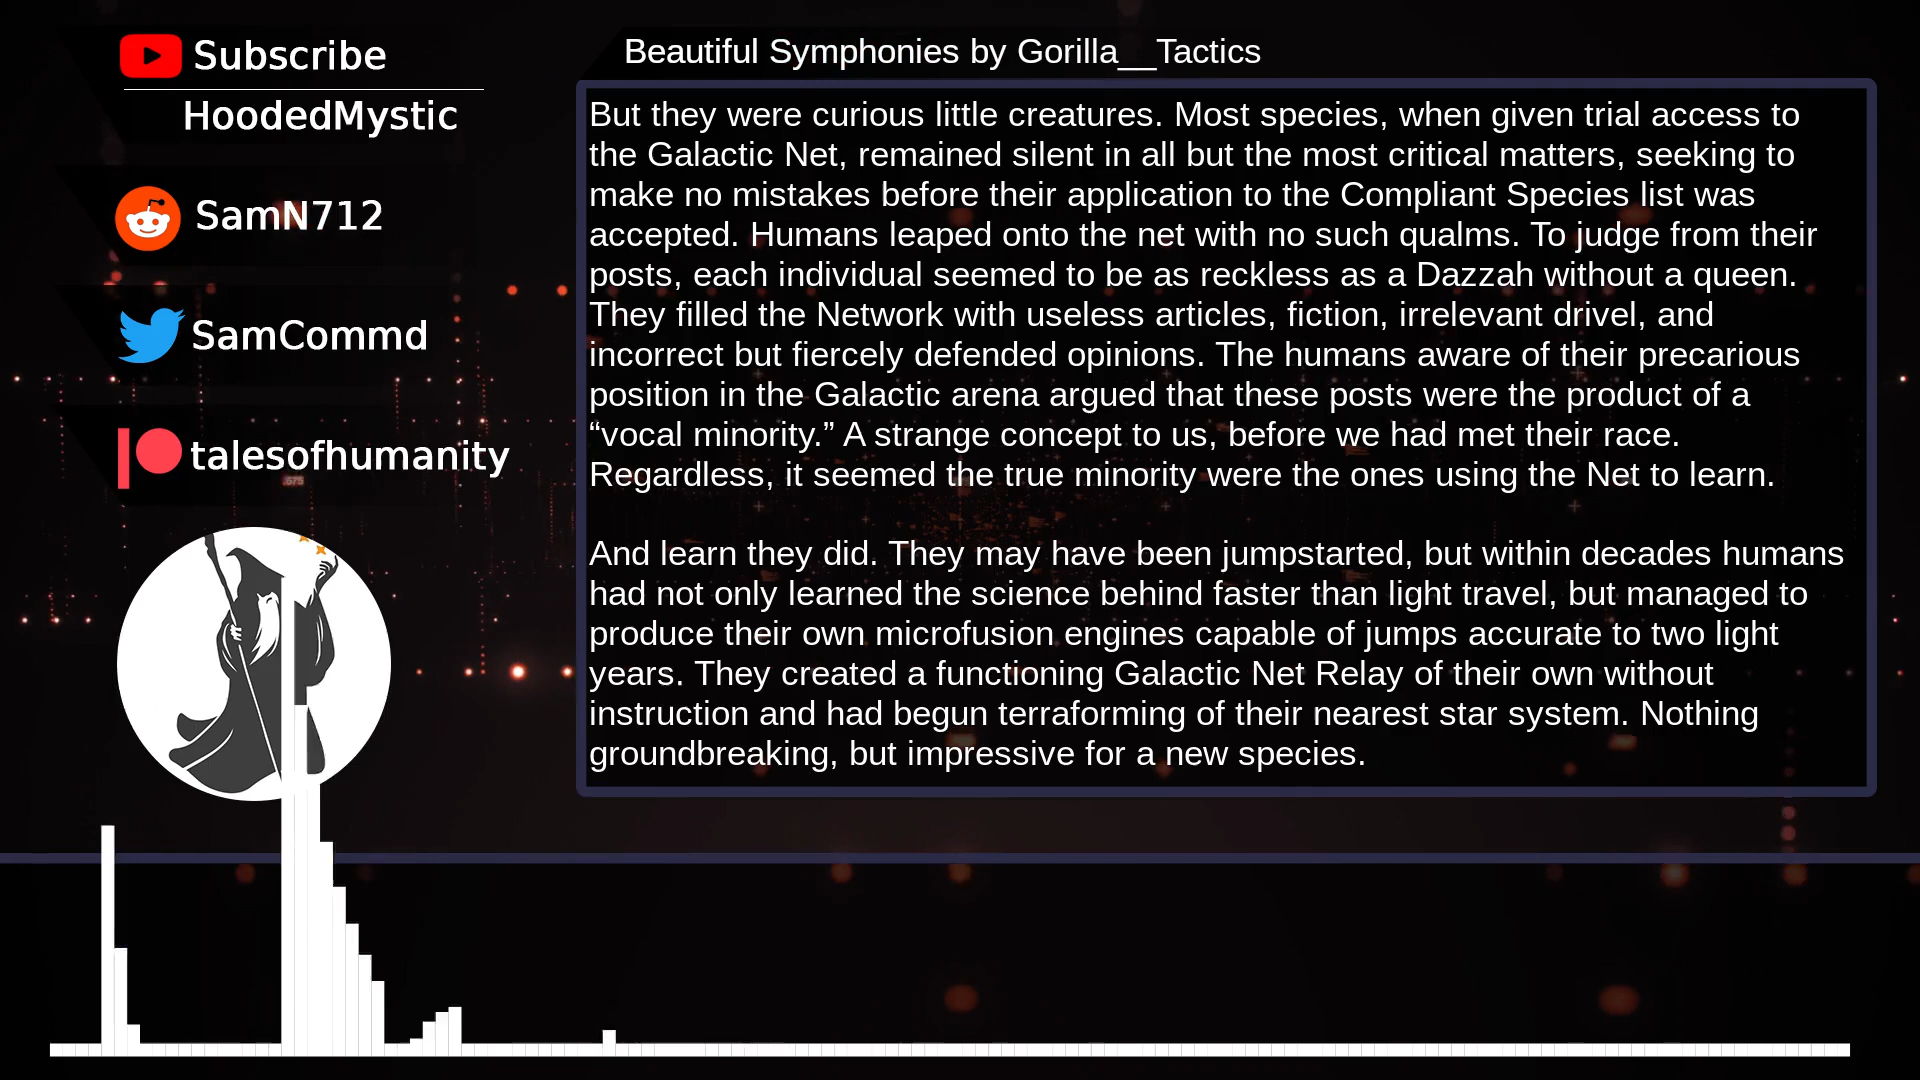 Subscribe
HoodedMystic
SamN712
SamCommd
talesofhumanity
.675
Beautiful Symphonies by Gorilla__Tactics
But they were curious little creatures. Most species, when given trial access to
the Galactic Net, remained silent in all but the most critical matters, seeking to
make no mistakes before their application to the Compliant Species list was
accepted. Humans leaped onto the net with no such qualms. To judge from their
posts, each individual seemed to be as reckless as a Dazzah without a queen.
They filled the Network with useless articles, fiction, irrelevant drivel, and
incorrect but fiercely defended opinions. The humans aware of their precarious
position in the Galactic arena argued that these posts were the product of a
“vocal minority.” A strange concept to us, before we had met their race.
Regardless, it seemed the true minority were the ones using the Net to learn.
And learn they did. They may have been jumpstarted, but within decades humans
had not only learned the science behind faster than light travel, but managed to
produce their own microfusion engines capable of jumps accurate to two light
years. They created a functioning Galactic Net Relay of their own without
instruction and had begun terraforming of their nearest star system. Nothing
groundbreaking, but impressive for a new species.